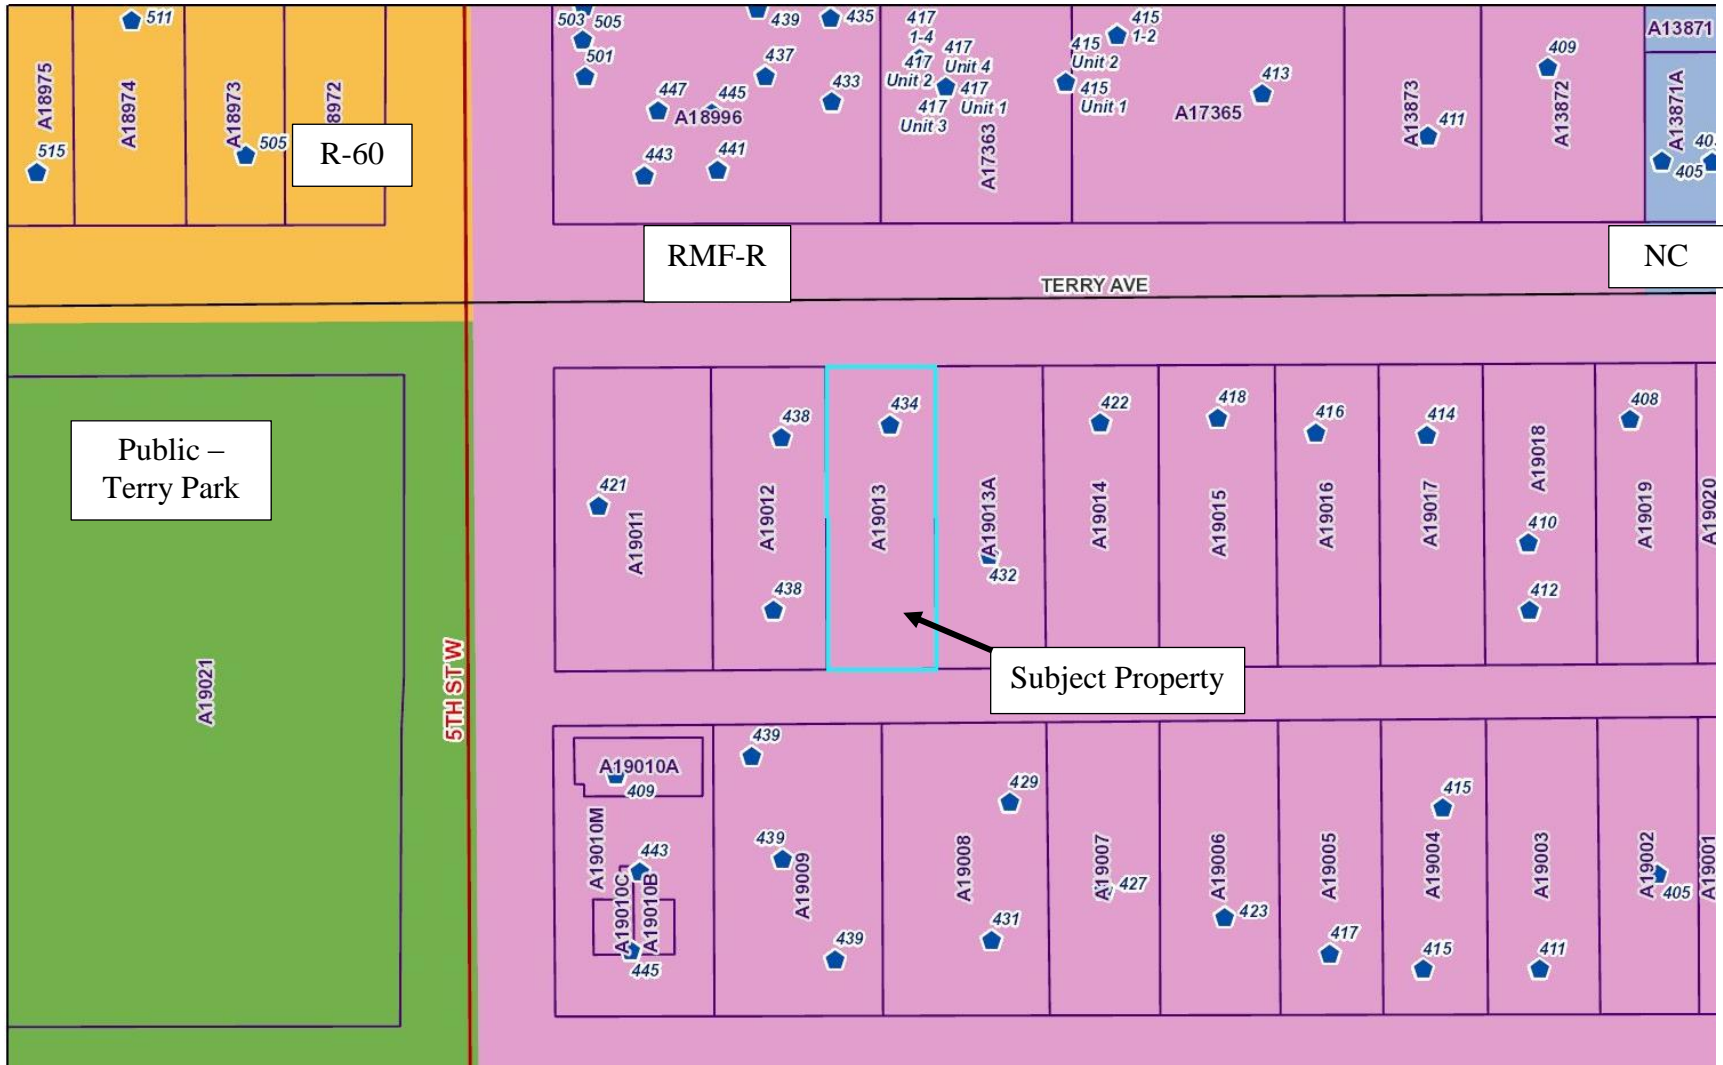 511
503
505
439
435
417
1-4
415
1-2
A13871
501
437
417
Unit 2
417
Unit 4
415
Unit 2
409
A18975
A18974
A18973
8972
447
445
A18996
433
417
Unit 1
417
Unit 3
A17363
415
Unit 1
413
A17365
A13873
411
A13872
A13871A
405
515
505
R-60
443
441
RMF-R
NC
TERRY AVE
Public –
Terry Park
A19021
5TH ST W
421
A19011
438
A19012
438
434
A19013
A19013A
432
422
A19014
418
A19015
416
A19016
414
A19017
A19018
410
412
408
A19019
A19020
Subject Property
A19010A
409
A19010M
443
A19010C
A19010B
445
439
439
A19009
439
429
A19008
431
A19007
427
A19006
423
A19005
417
415
A19004
415
A19003
411
A19002
405
A19001